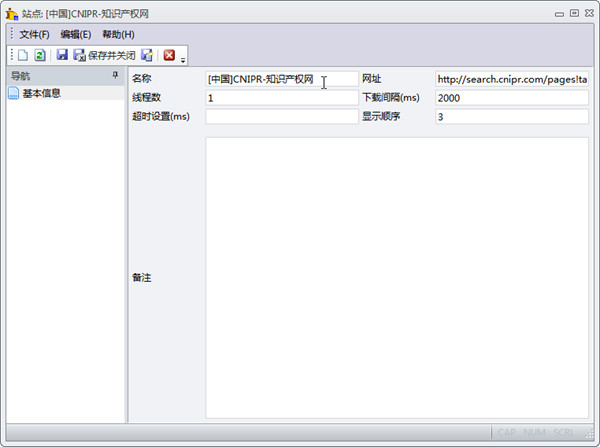 站点: [中国]CNIPR-知识产权网
文件(F) 编辑(E) 帮助(H)
保存并关闭
导航
基本信息
名称 [中国]CNIPR-知识产权网 网址 http://search.cnipr.com/pages!ta
线程数 1 下载间隔(ms) 2000
超时设置(ms) 显示顺序 3
备注
CAP NUM SCRL